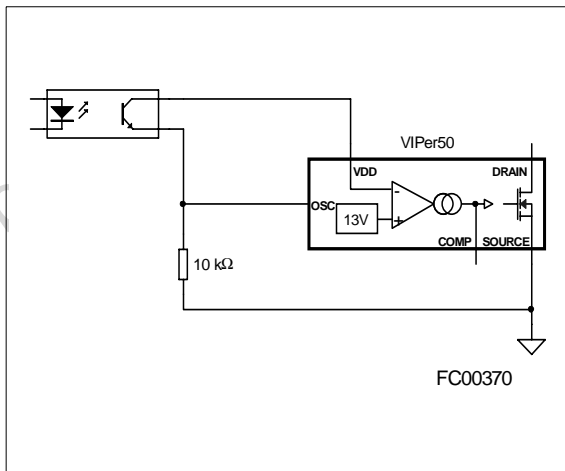 VIPer50
VDD
DRAIN
OSC
13V
-
+
COMP
SOURCE
10 kΩ
FC00370